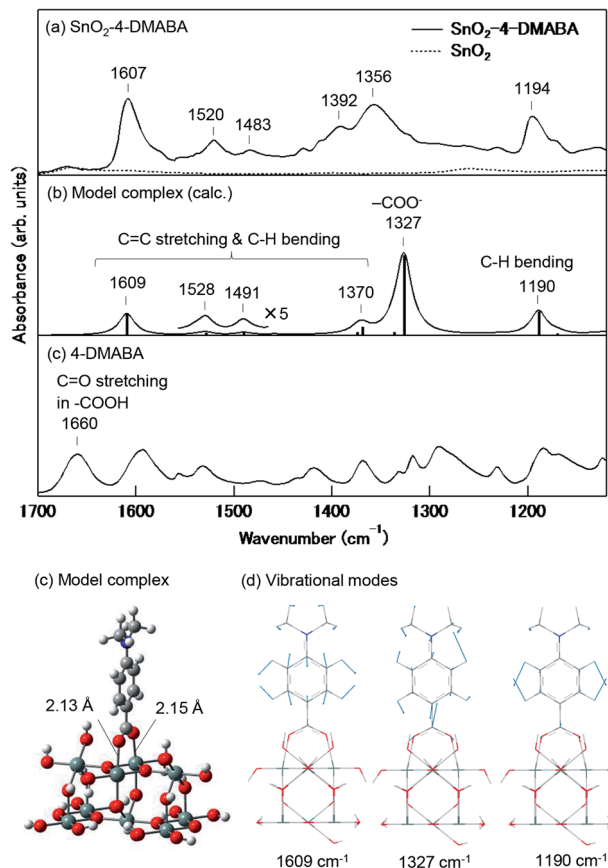 (a) SnO₂-4-DMABA
SnO₂-4-DMABA
SnO₂
1607
1520
1483
1392
1356
1194
Absorbance (arb. units)
(b) Model complex (calc.)
C=C stretching & C-H bending
–COO⁻
1327
C-H bending
1609
1528
1491
×5
1370
1190
(c) 4-DMABA
C=O stretching
in -COOH
1660
1700 1600 1500 1400 1300 1200
Wavenumber (cm⁻¹)
(c) Model complex
(d) Vibrational modes
2.13 Å
2.15 Å
1609 cm⁻¹
1327 cm⁻¹
1190 cm⁻¹